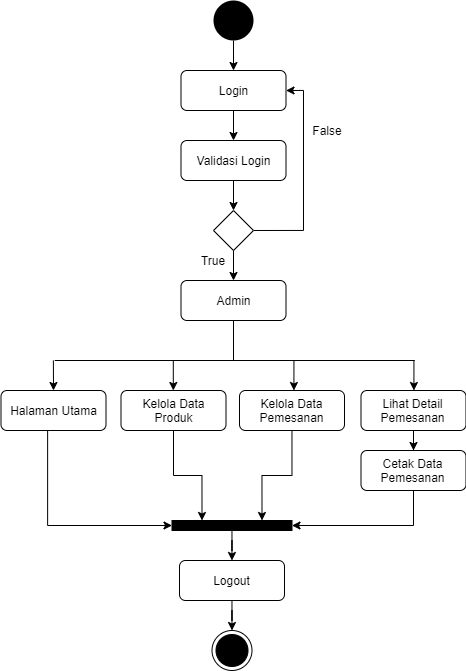 Login
False
Validasi Login
True
Admin
Halaman Utama
Kelola Data
Produk
Kelola Data
Pemesanan
Lihat Detail
Pemesanan
Cetak Data
Pemesanan
Logout